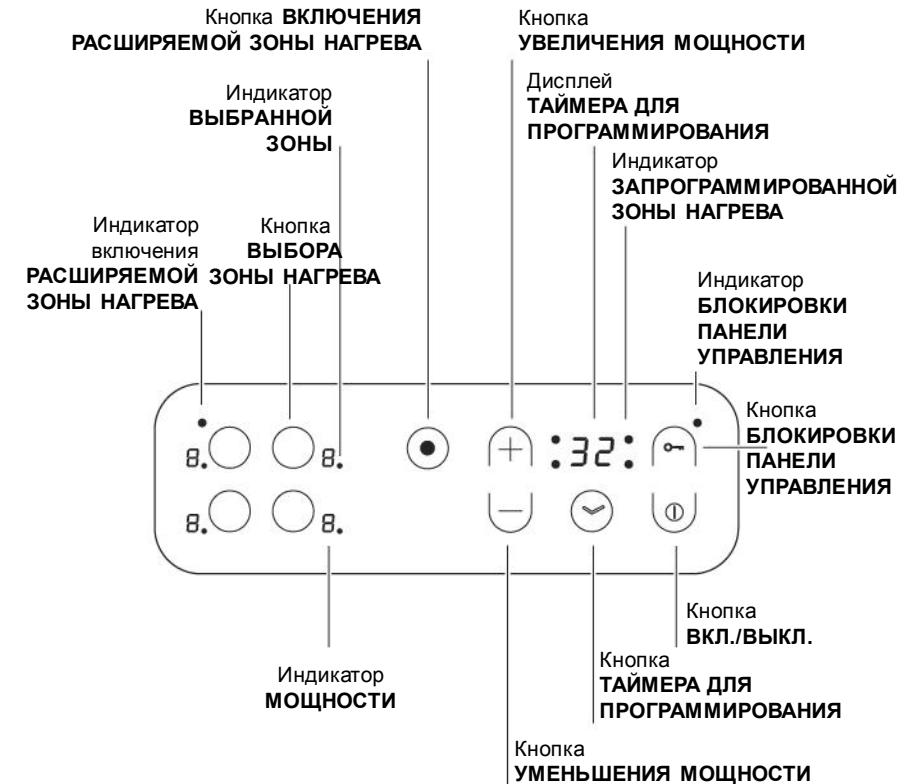 Кнопка ВКЛЮЧЕНИЯ
РАСШИРЯЕМОЙ ЗОНЫ НАГРЕВА
Кнопка
УВЕЛИЧЕНИЯ МОЩНОСТИ
Индикатор
ВЫБРАННОЙ
ЗОНЫ
Дисплей
ТАЙМЕРА ДЛЯ
ПРОГРАММИРОВАНИЯ
Индикатор
ЗАПРОГРАММИРОВАННОЙ
ЗОНЫ НАГРЕВА
Индикатор
включения
РАСШИРЯЕМОЙ
ЗОНЫ НАГРЕВА
Кнопка
ВЫБОРА
ЗОНЫ НАГРЕВА
Индикатор
БЛОКИРОВКИ
ПАНЕЛИ
УПРАВЛЕНИЯ
Кнопка
БЛОКИРОВКИ
ПАНЕЛИ
УПРАВЛЕНИЯ
8. 8. 32
8. 8.
Кнопка
ВКЛ./ВЫКЛ.
Индикатор
МОЩНОСТИ
Кнопка
ТАЙМЕРА ДЛЯ
ПРОГРАММИРОВАНИЯ
Кнопка
УМЕНЬШЕНИЯ МОЩНОСТИ